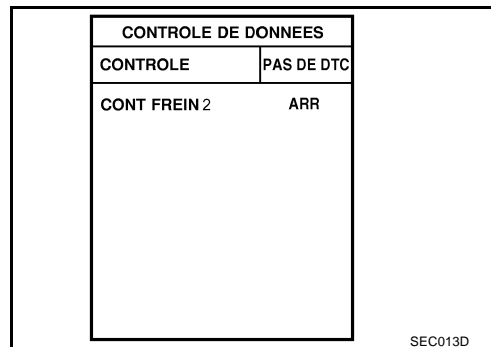 CONTROLE DE DONNEES
CONTROLE PAS DE DTC
CONT FREIN 2 ARR
SEC013D